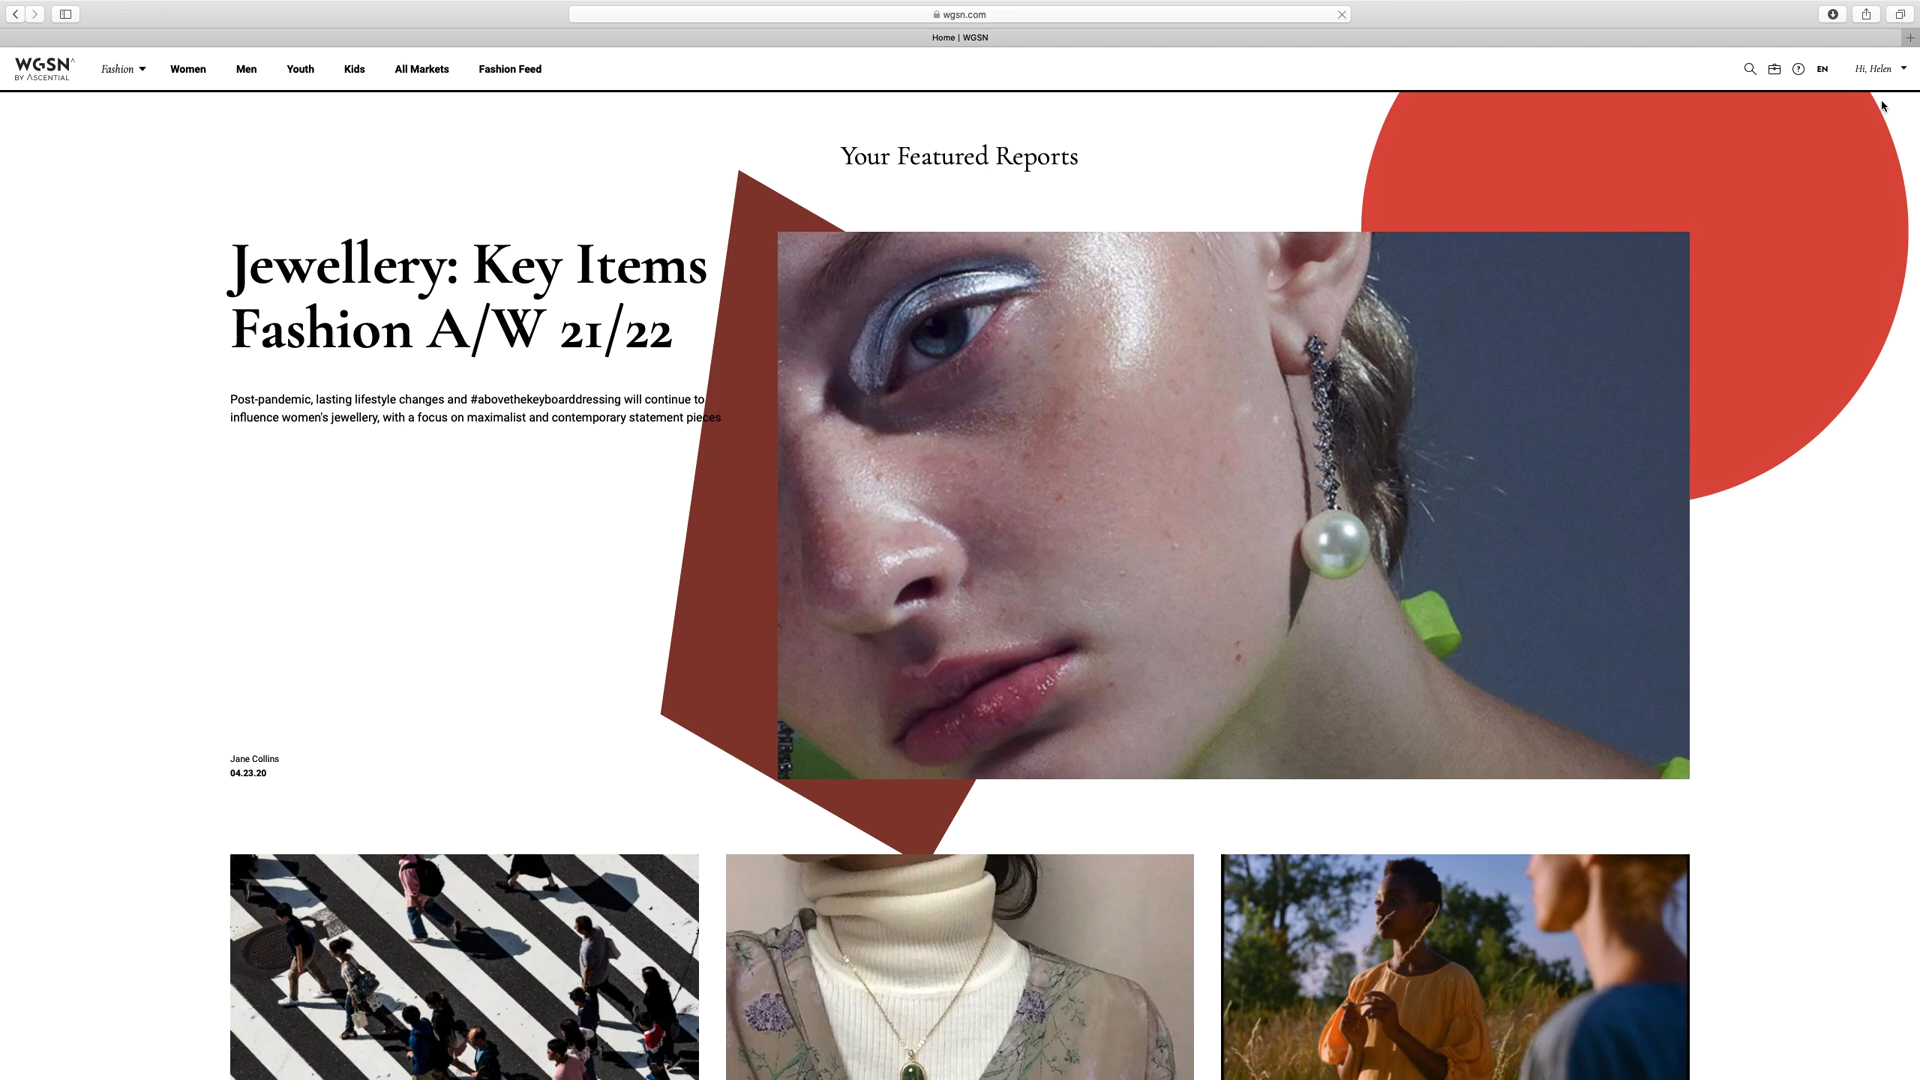 wgsn.com
Home | WGSN
WGSN
BY ASCENTIAL
Fashion
Women
Men
Youth
Kids
All Markets
Fashion Feed
EN
Hi, Helen
Your Featured Reports
Jewellery: Key Items
Fashion A/W 21/22
Post-pandemic, lasting lifestyle changes and #abovethekeyboarddressing will continue to
influence women's jewellery, with a focus on maximalist and contemporary statement pieces
Jane Collins
04.23.20